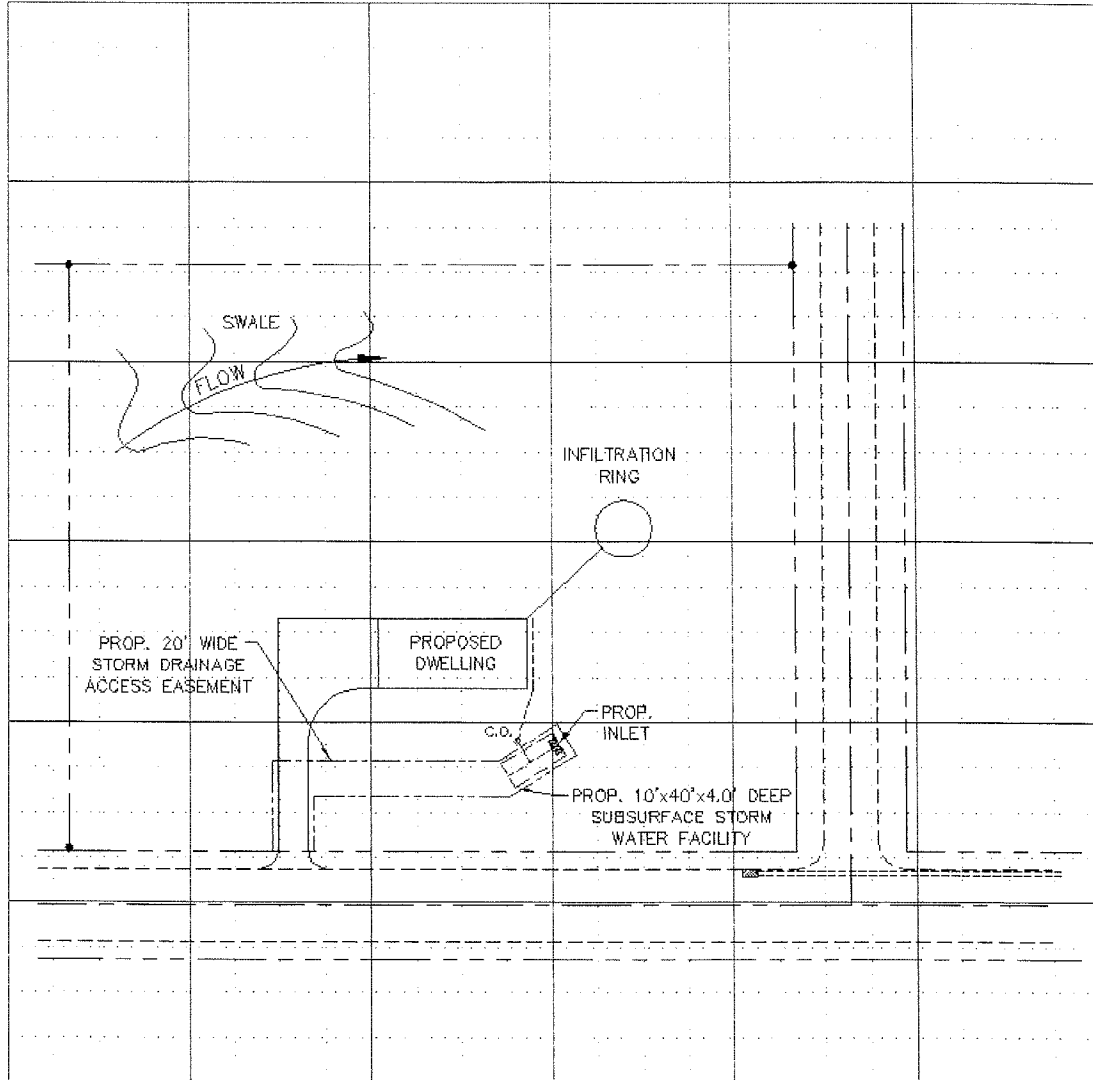 SWALE
FLOW
INFILTRATION
RING
PROP. 20' WIDE
STORM DRAINAGE
ACCESS EASEMENT
PROPOSED
DWELLING
C.O.
PROP.
INLET
PROP. 10'x40'x4.0' DEEP
SUBSURFACE STORM
WATER FACILITY